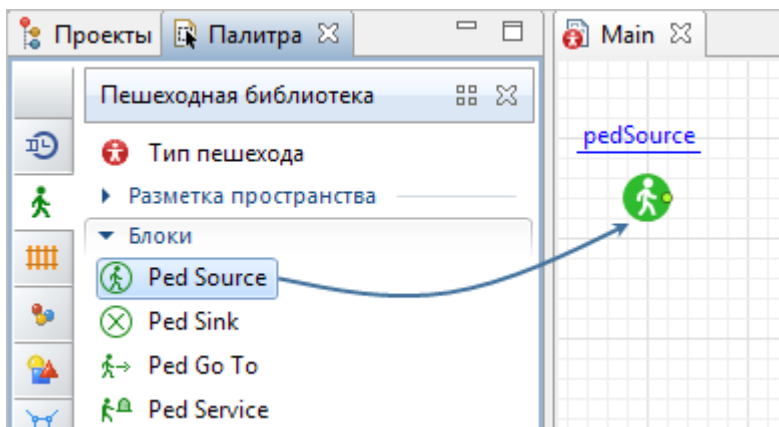 Проекты
Палитра
Main
Пешеходная библиотека
Тип пешехода
Разметка пространства
Блоки
Ped Source
Ped Sink
Ped Go To
Ped Service
pedSource